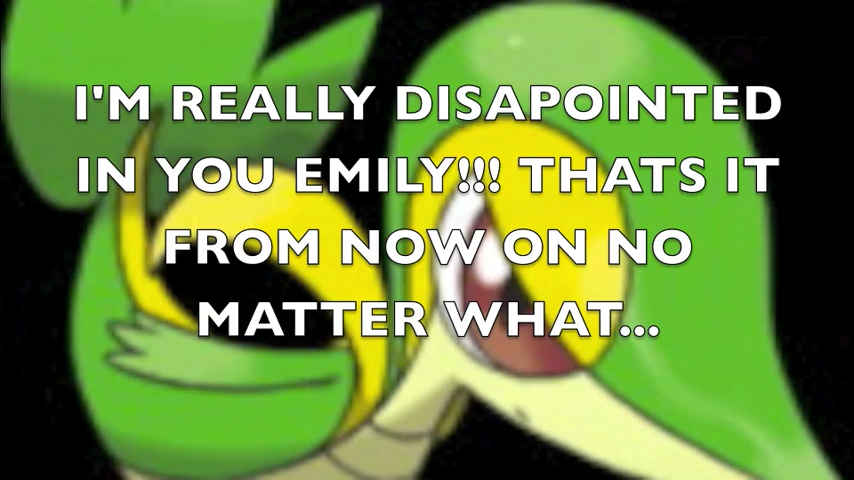 I'M REALLY DISAPOINTED
IN YOU EMILY!!! THATS IT
FROM NOW ON NO
MATTER WHAT...